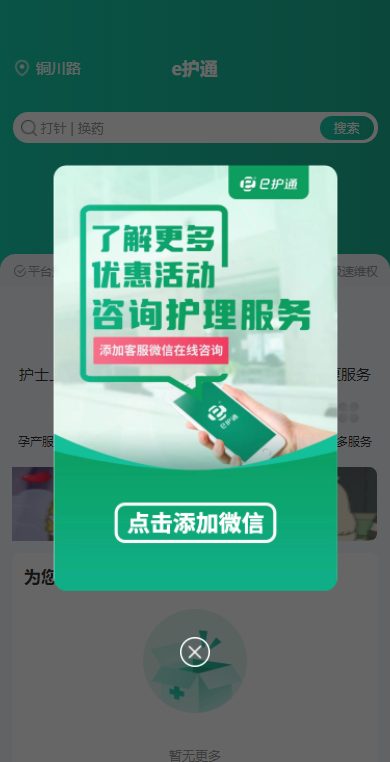 铜川路
e护通
打针 | 换药
搜索
e护通
了解更多
优惠活动
咨询护理服务
添加客服微信在线咨询
平台
极速维权
护士上
复服务
e护通
孕产服
多服务
点击添加微信
为您
暂无更多